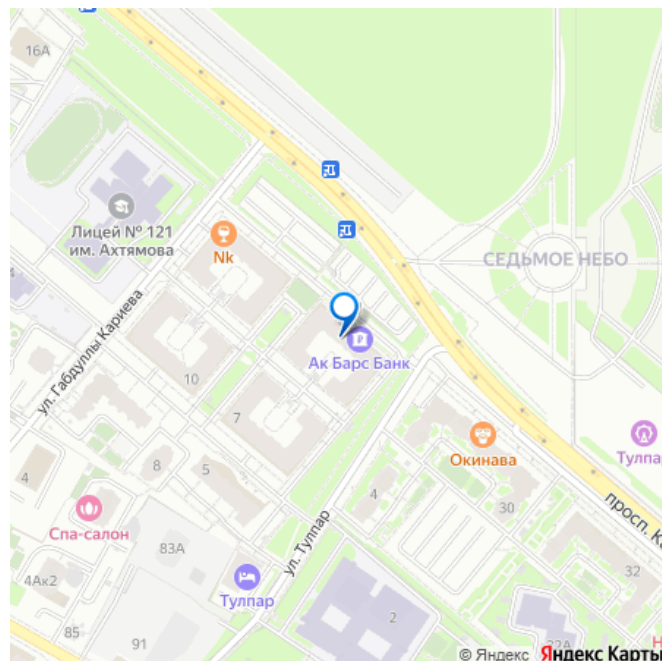 16А
Лицей № 121
им. Ахтямова
Nk
СЕДЬМОЕ НЕБО
ул. Габдуллы Кариева
Ак Барс Банк
10
7
Окинава
Тулпар
4
8
5
4
30
просп. К
Спа-салон
83А
ул. Тулпар
32
4Ак2
Тулпар
2
85
91
22А
Н
© Яндекс Яндекс Карты